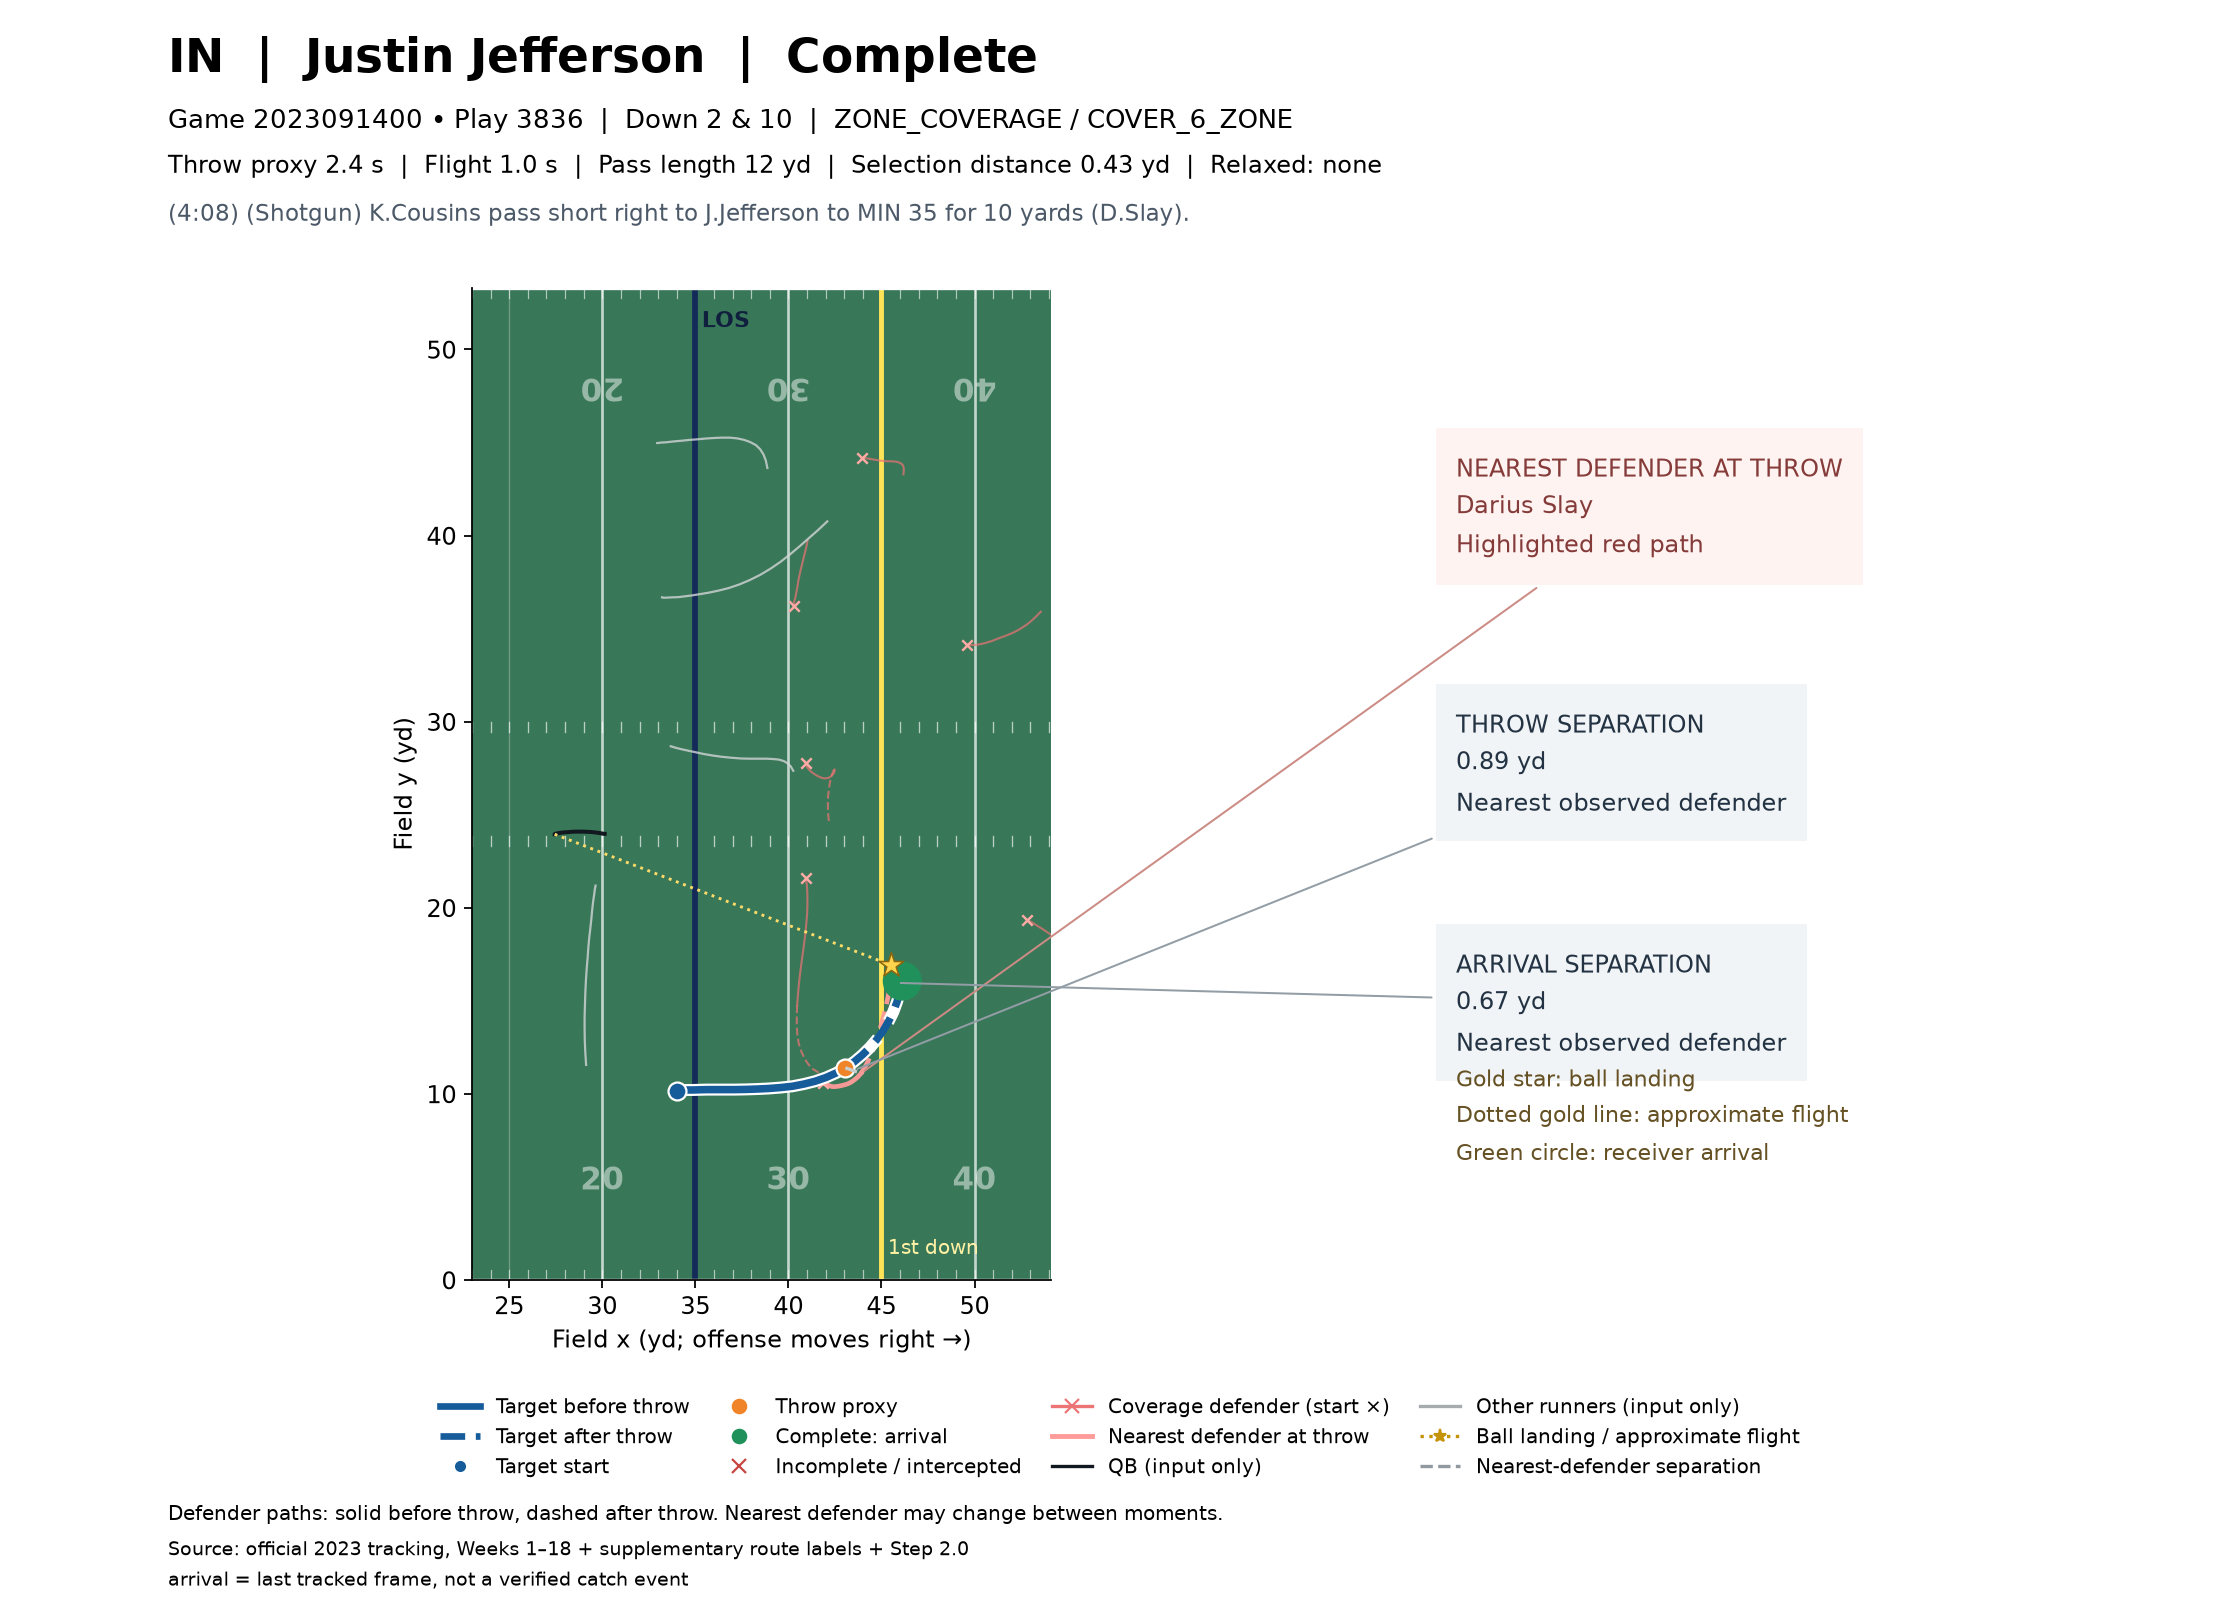 IN | Justin Jefferson | Complete
Game 2023091400 • Play 3836 | Down 2 & 10 | ZONE_COVERAGE / COVER_6_ZONE
Throw proxy 2.4 s | Flight 1.0 s | Pass length 12 yd | Selection distance 0.43 yd | Relaxed: none
(4:08) (Shotgun) K.Cousins pass short right to J.Jefferson to MIN 35 for 10 yards (D.Slay).
LOS
50
20 30 40
40
30
20
10
0
Field y (yd)
20 30 40
1st down
25 30 35 40 45 50
Field x (yd; offense moves right →)
NEAREST DEFENDER AT THROW
Darius Slay
Highlighted red path
THROW SEPARATION
0.89 yd
Nearest observed defender
ARRIVAL SEPARATION
0.67 yd
Nearest observed defender
Gold star: ball landing
Dotted gold line: approximate flight
Green circle: receiver arrival
Target before throw
Target after throw
Target start
Throw proxy
Complete: arrival
Incomplete / intercepted
Coverage defender (start ×)
Nearest defender at throw
QB (input only)
Other runners (input only)
Ball landing / approximate flight
Nearest-defender separation
Defender paths: solid before throw, dashed after throw. Nearest defender may change between moments.
Source: official 2023 tracking, Weeks 1–18 + supplementary route labels + Step 2.0
arrival = last tracked frame, not a verified catch event